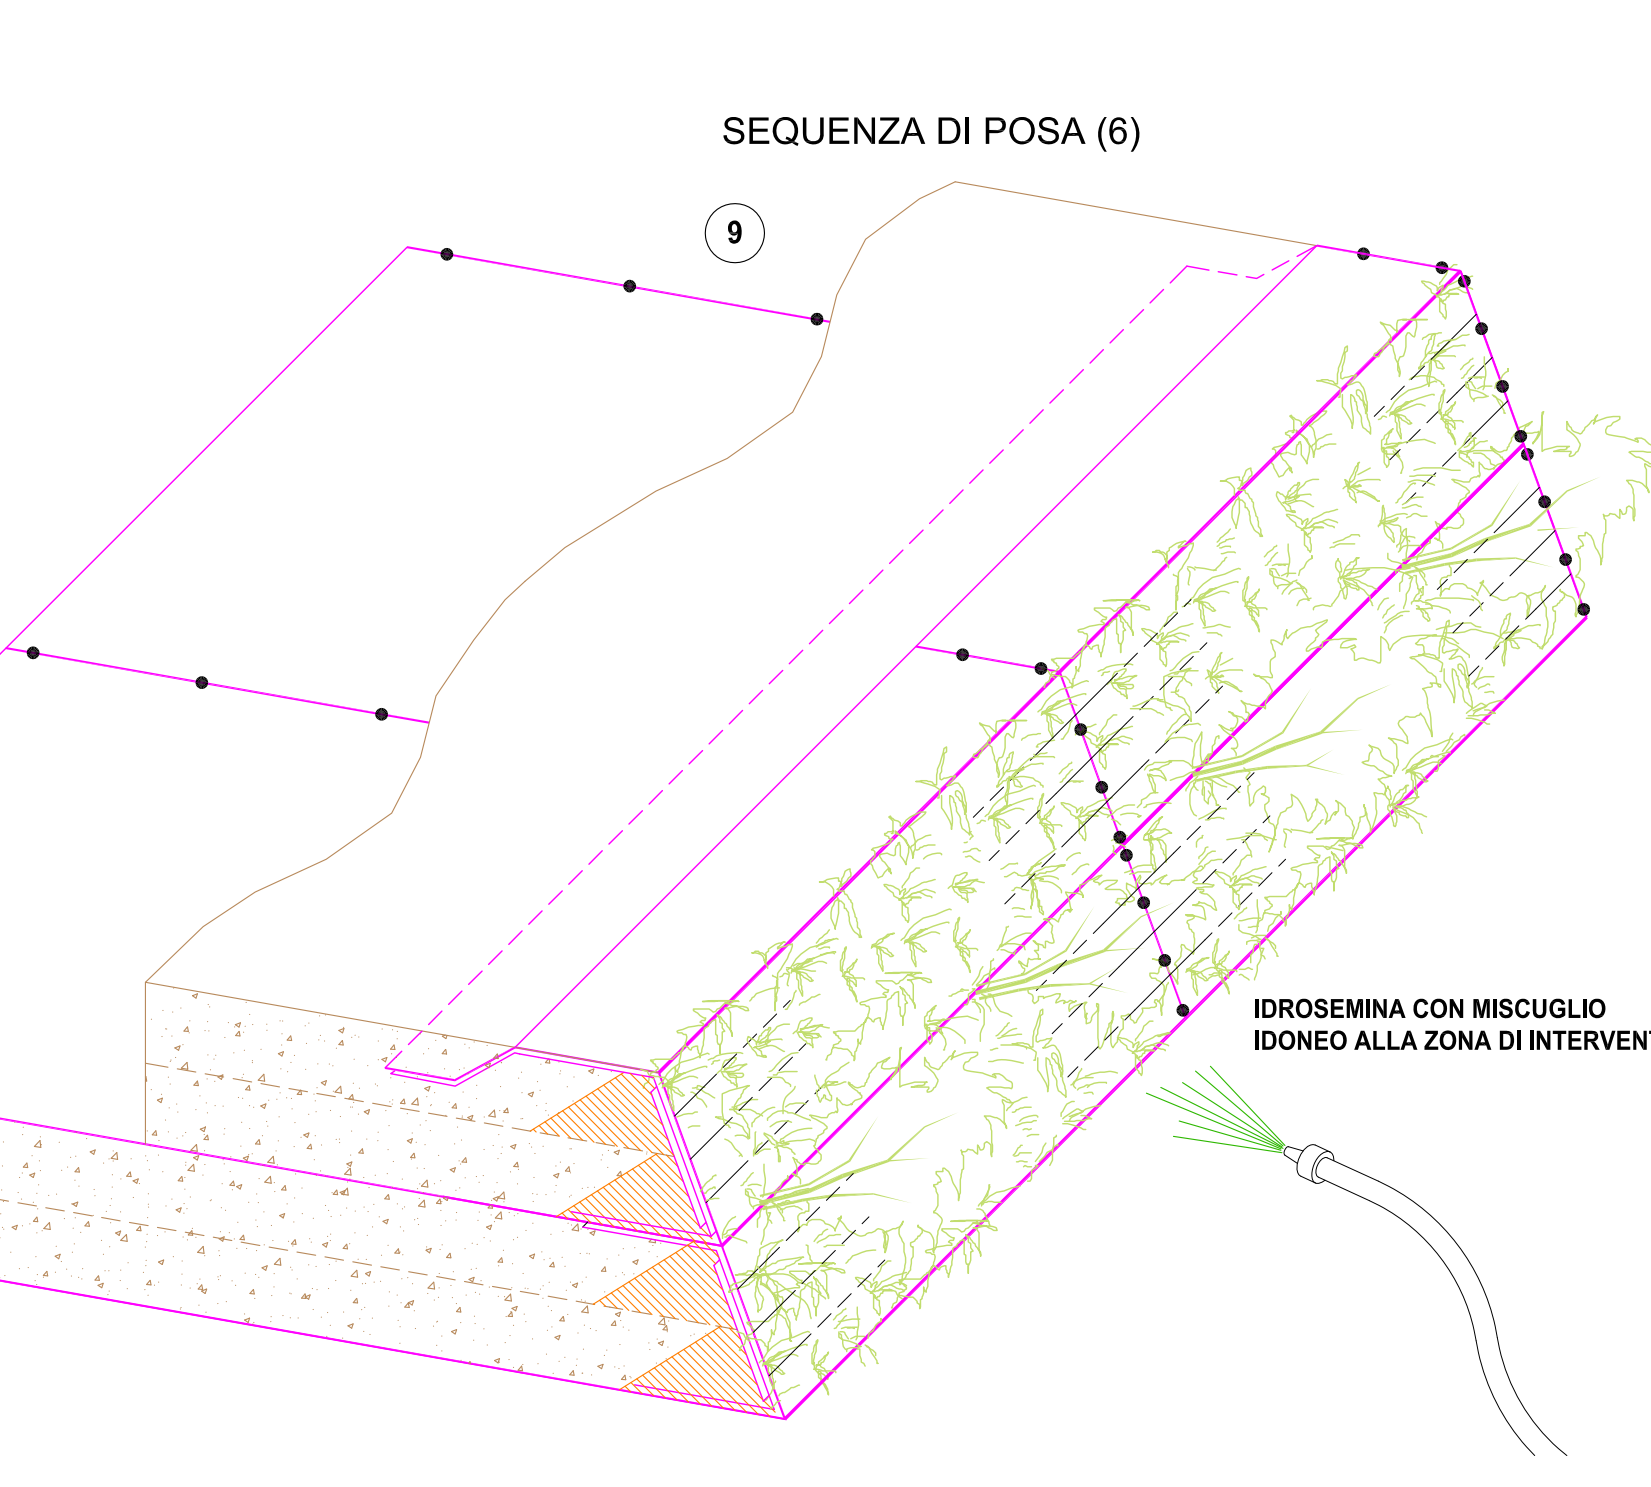 SEQUENZA DI POSA (6)
9
IDROSEMINA CON MISCUGLIO
IDONEO ALLA ZONA DI INTERVENT